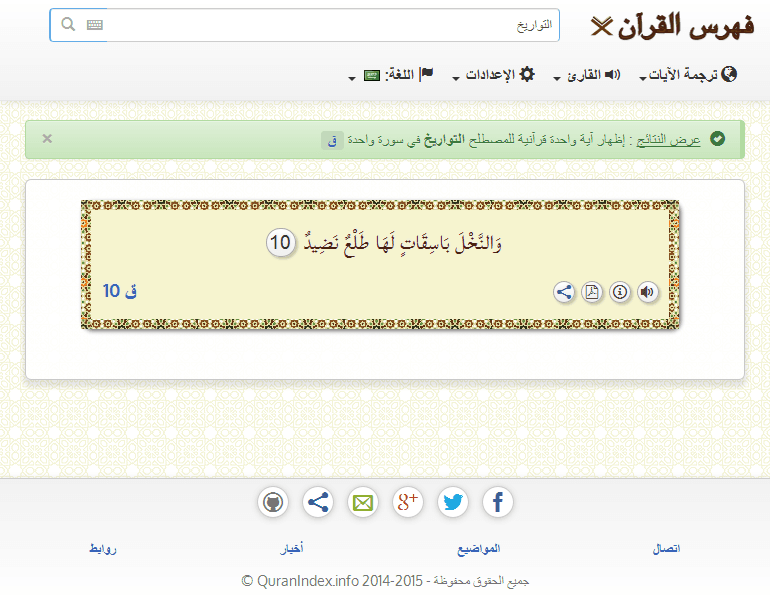 فهرس القرآن
التواريخ
ترجمة الآيات
القارئ
الإعدادات
اللغة:
عرض النتائج : إظهار آية واحدة قرآنية للمصطلح التواريخ في سورة واحدة ق
×
وَالنَّخْلَ بَاسِقَاتٍ لَهَا طَلْعٌ نَضِيدٌ 10
ق 10
اتصال
المواضيع
أخبار
روابط
جميع الحقوق محفوظة - QuranIndex.info 2014-2015 ©